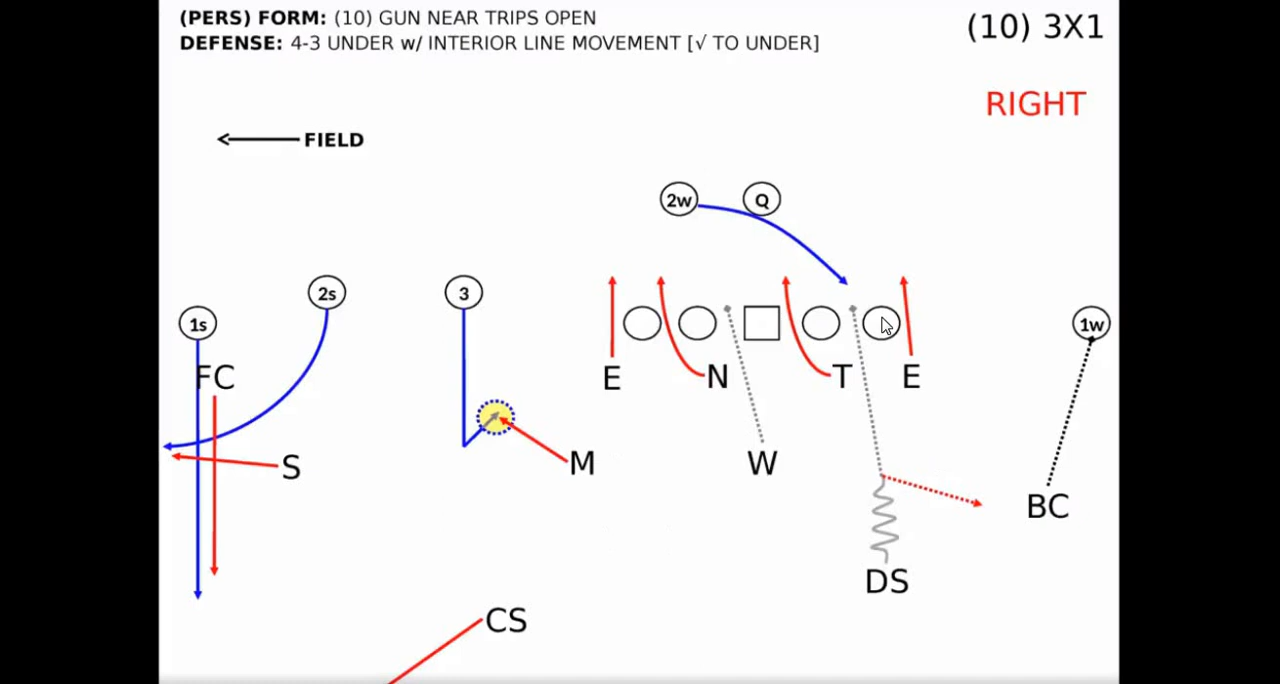 (PERS) FORM: (10) GUN NEAR TRIPS OPEN
(10) 3X1
DEFENSE: 4-3 UNDER w/ INTERIOR LINE MOVEMENT [√ TO UNDER]
RIGHT
← FIELD
2w Q
1s 2s 3 1w
FC E N T E
S M W BC
DS
CS